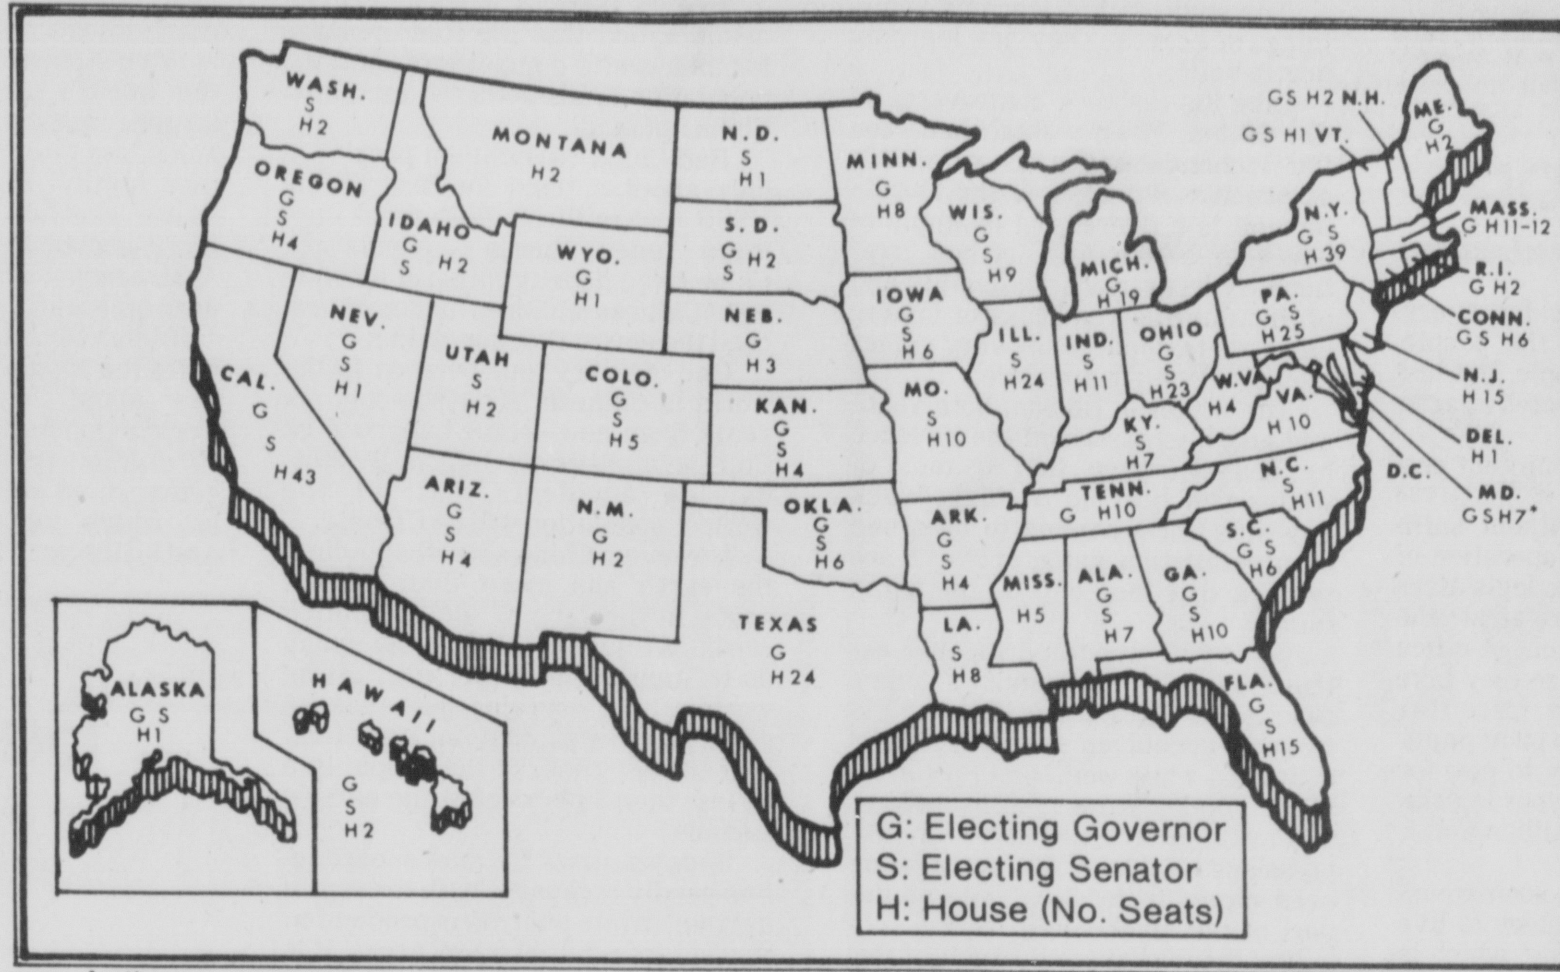 WASH.
S
H2
OREGON
G
S
H4
IDAHO
G H2
S
MONTANA
H2
N.D.
S
H1
S.D.
G H2
S
WYO.
G
H1
NEB.
G
H3
NEV.
G
S
H1
UTAH
S
H2
COLO.
G
S
H5
KAN.
G
S
H4
CAL.
G
S
H43
ARIZ.
G
S
H4
N.M.
G
H2
OKLA.
G
S
H6
TEXAS
G
H24
MINN.
G
H8
WIS.
G
S
H9
IOWA
G
S
H6
MO.
S
H10
ARK.
G
S
H4
LA.
S
H8
ILL.
S
H24
MICH.
G
H19
IND.
S
H11
OHIO
G
S
H23
KY.
S
H7
TENN.
G H10
MISS.
H5
ALA.
G
S
H7
GA.
G
S
H10
FLA.
G
S
H15
S.C.
G S
H6
N.C.
S
H11
VA.
H10
W.VA
H4
PA.
G S
H25
N.Y.
G S
H39
GS H2 N.H.
GS H1 VT.
ME.
G
H2
MASS.
G H11-12
R.I.
G H2
CONN.
G S H6
N.J.
H15
DEL.
H1
D.C.
MD.
GSH7*
ALASKA
G S
H1
HAWAII
G
S
H2
G: Electing Governor
S: Electing Senator
H: House (No. Seats)